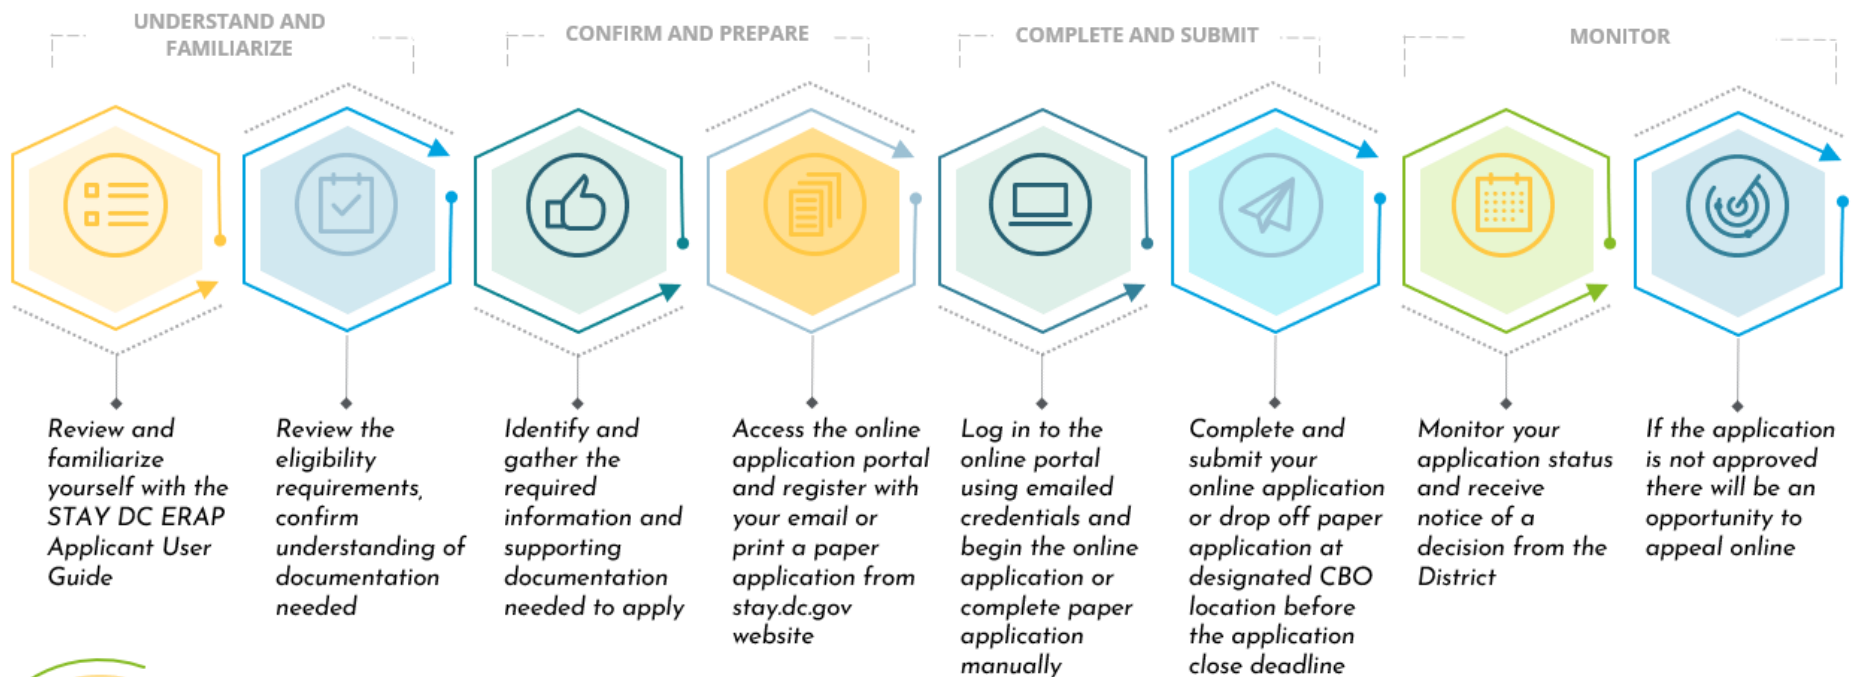 UNDERSTAND AND
FAMILIARIZE
CONFIRM AND PREPARE
COMPLETE AND SUBMIT
MONITOR
Review and
familiarize
yourself with the
STAY DC ERAP
Applicant User
Guide
Review the
eligibility
requirements,
confirm
understanding of
documentation
needed
Identify and
gather the
required
information and
supporting
documentation
needed to apply
Access the online
application portal
and register with
your email or
print a paper
application from
stay.dc.gov
website
Log in to the
online portal
using emailed
credentials and
begin the online
application or
complete paper
application
manually
Complete and
submit your
online application
or drop off paper
application at
designated CBO
location before
the application
close deadline
Monitor your
application status
and receive
notice of a
decision from the
District
If the application
is not approved
there will be an
opportunity to
appeal online